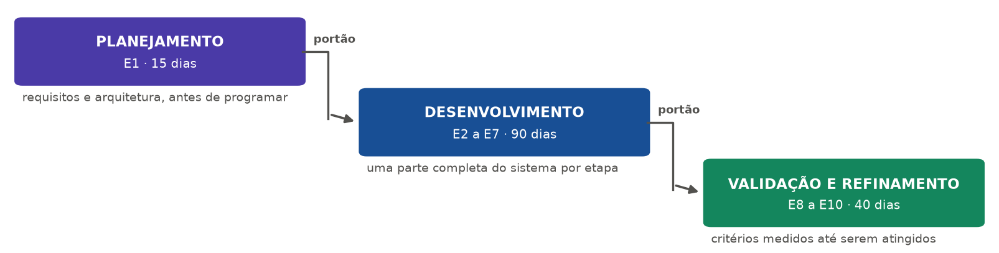 PLANEJAMENTO
E1 · 15 dias
portão
requisitos e arquitetura, antes de programar
DESENVOLVIMENTO
E2 a E7 · 90 dias
portão
uma parte completa do sistema por etapa
VALIDAÇÃO E REFINAMENTO
E8 a E10 · 40 dias
critérios medidos até serem atingidos